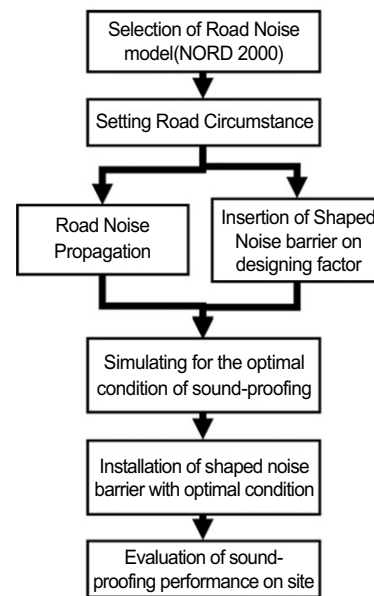 Selection of Road Noise
model(NORD 2000)
Setting Road Circumstance
Road Noise
Propagation
Insertion of Shaped
Noise barrier on
designing factor
Simulating for the optimal
condition of sound-proofing
Installation of shaped noise
barrier with optimal condition
Evaluation of sound-
proofing performance on site